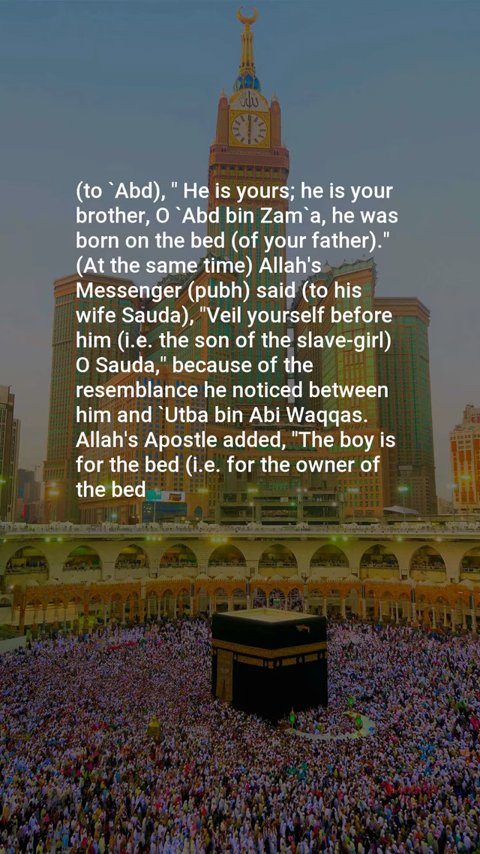 (to `Abd), " He is yours; he is your
brother, O `Abd bin Zam`a, he was
born on the bed (of your father)."
(At the same time) Allah's
Messenger (pubh) said (to his
wife Sauda), "Veil yourself before
him (i.e. the son of the slave-girl)
O Sauda," because of the
resemblance he noticed between
him and `Utba bin Abi Waqqas.
Allah's Apostle added, "The boy is
for the bed (i.e. for the owner of
the bed